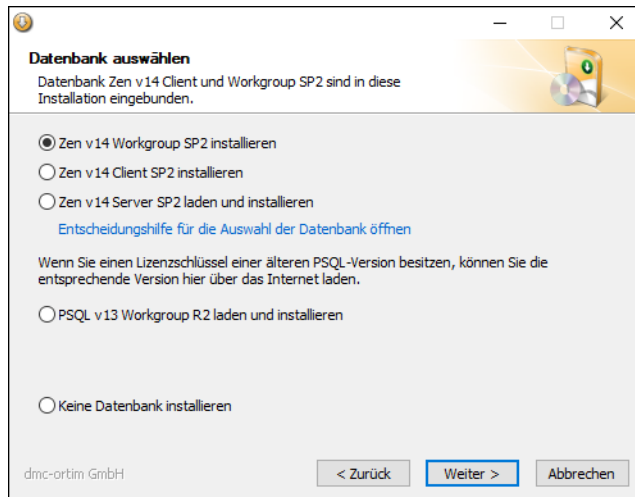 Datenbank auswählen
Datenbank Zen v14 Client und Workgroup SP2 sind in diese
Installation eingebunden.
Zen v14 Workgroup SP2 installieren
Zen v14 Client SP2 installieren
Zen v14 Server SP2 laden und installieren
Entscheidungshilfe für die Auswahl der Datenbank öffnen
Wenn Sie einen Lizenzschlüssel einer älteren PSQL-Version besitzen, können Sie die
entsprechende Version hier über das Internet laden.
PSQL v13 Workgroup R2 laden und installieren
Keine Datenbank installieren
dmc-ortim GmbH
< Zurück
Weiter >
Abbrechen